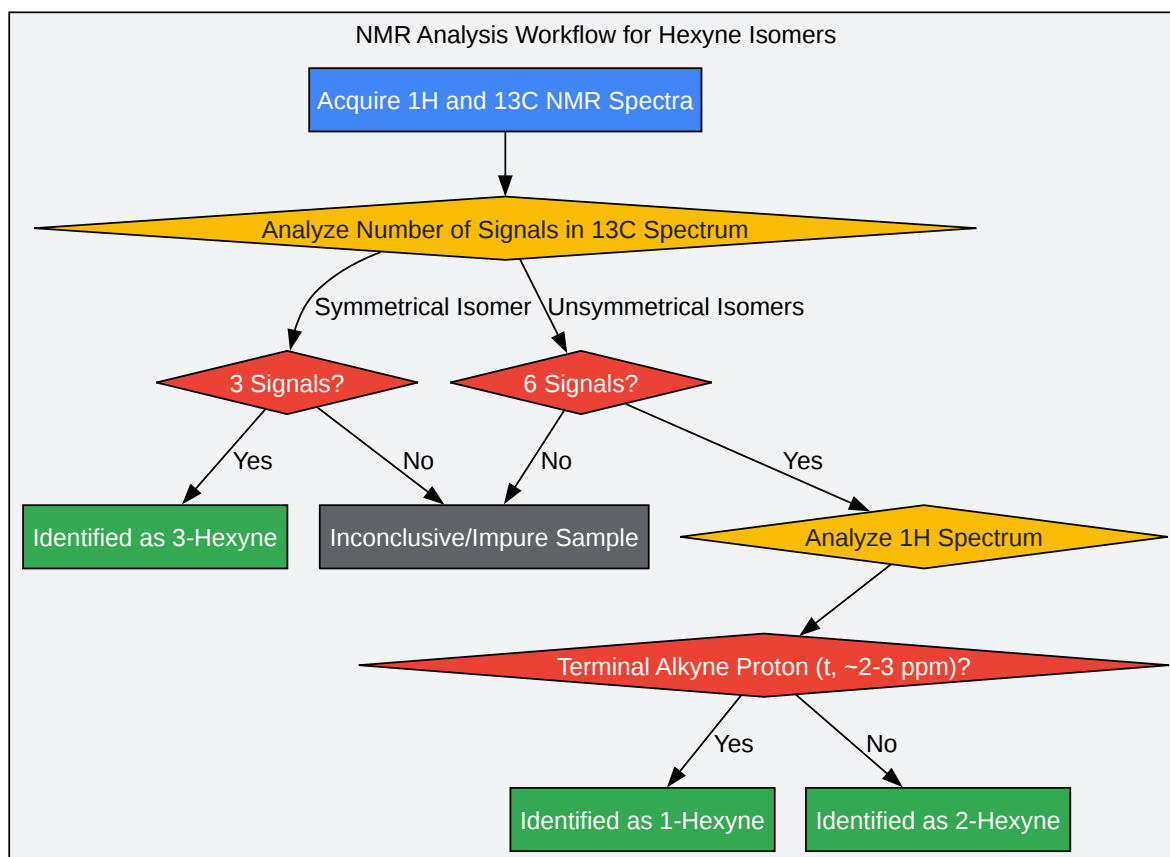 NMR Analysis Workflow for Hexyne Isomers
Acquire 1H and 13C NMR Spectra
Analyze Number of Signals in 13C Spectrum
Symmetrical Isomer
Unsymmetrical Isomers
3 Signals?
6 Signals?
Yes
No
No
Yes
Identified as 3-Hexyne
Inconclusive/Impure Sample
Analyze 1H Spectrum
Terminal Alkyne Proton (t, ~2-3 ppm)?
Yes
No
Identified as 1-Hexyne
Identified as 2-Hexyne